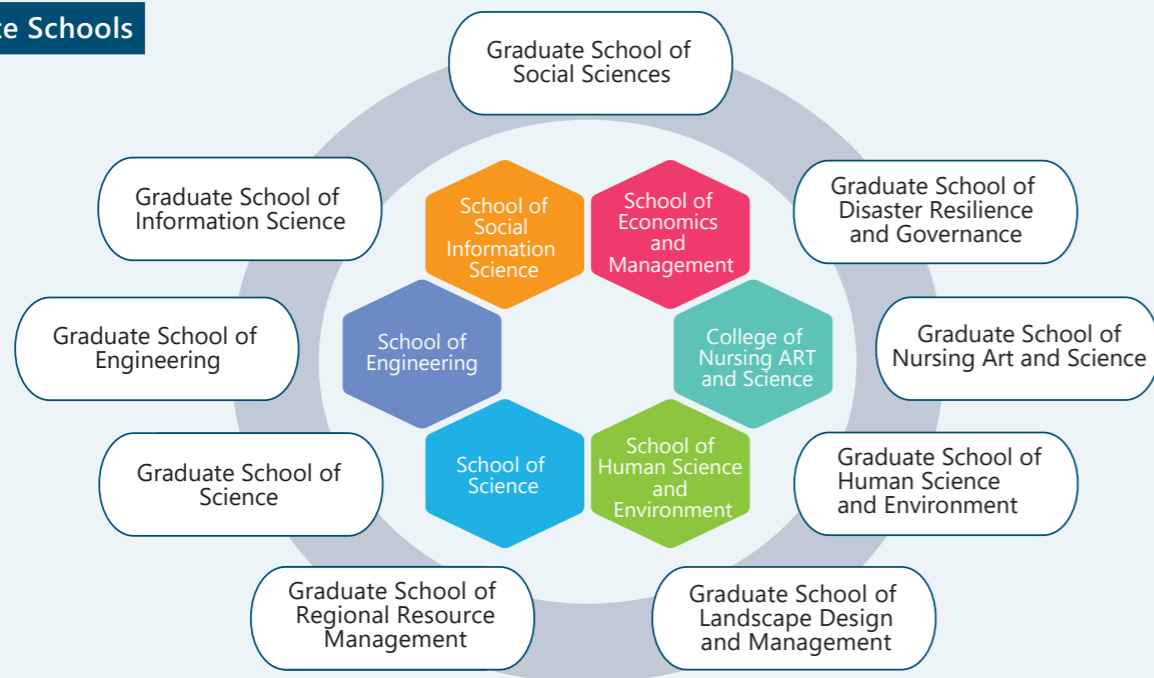 Schools
Graduate School of
Social Sciences
Graduate School of
Information Science
Graduate School of
Disaster Resilience
and Governance
School of
Social
Information
Science
School of
Economics
and
Management
Graduate School of
Engineering
School of
Engineering
College of
Nursing ART
and Science
Graduate School of
Nursing Art and Science
Graduate School of
Science
School of
Science
School of
Human Science
and
Environment
Graduate School of
Human Science
and Environment
Graduate School of
Regional Resource
Management
Graduate School of
Landscape Design
and Management